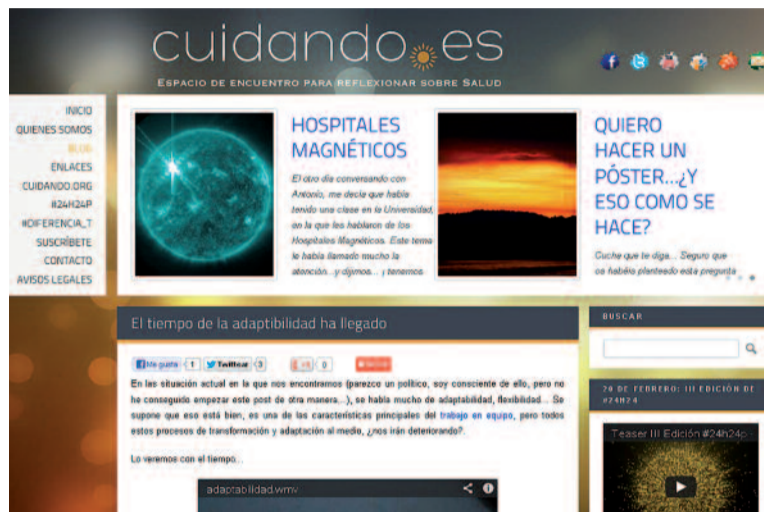 cuidando.es
ESPACIO DE ENCUENTRO PARA REFLEXIONAR SOBRE SALUD
INICIO
QUIENES SOMOS
BLOG
ENLACES
CUIDANDO.ORG
#24H24P
#DIFERENCIA_T
SUSCRÍBETE
CONTACTO
AVISOS LEGALES
HOSPITALES
MAGNÉTICOS
El otro día conversando con
Antonio, me decía que había
tenido una clase en la Universidad,
en la que les hablaron de los
Hospitales Magnéticos. Este tema
le había llamado mucho la
atención...y dijimos... ¡ tenemos
QUIERO
HACER UN
PÓSTER...¿Y
ESO COMO SE
HACE?
Cuche que te diga... Seguro que
os habéis planteado esta pregunta
El tiempo de la adaptibilidad ha llegado
Me gusta 1 Twittear 3 +1 0
En las situación actual en la que nos encontramos (parezco un político, soy consciente de ello, pero no
he conseguido empezar este post de otra manera...), se habla mucho de adaptabilidad, flexibilidad... Se
supone que eso está bien, es una de las características principales del trabajo en equipo, pero todos
estos procesos de transformación y adaptación al medio, ¿nos irán deteriorando?.
Lo veremos con el tiempo...
adaptabilidad.wmv
BUSCAR
20 DE FEBRERO: III EDICIÓN DE
#24H24
Teaser III Edición #24h24p